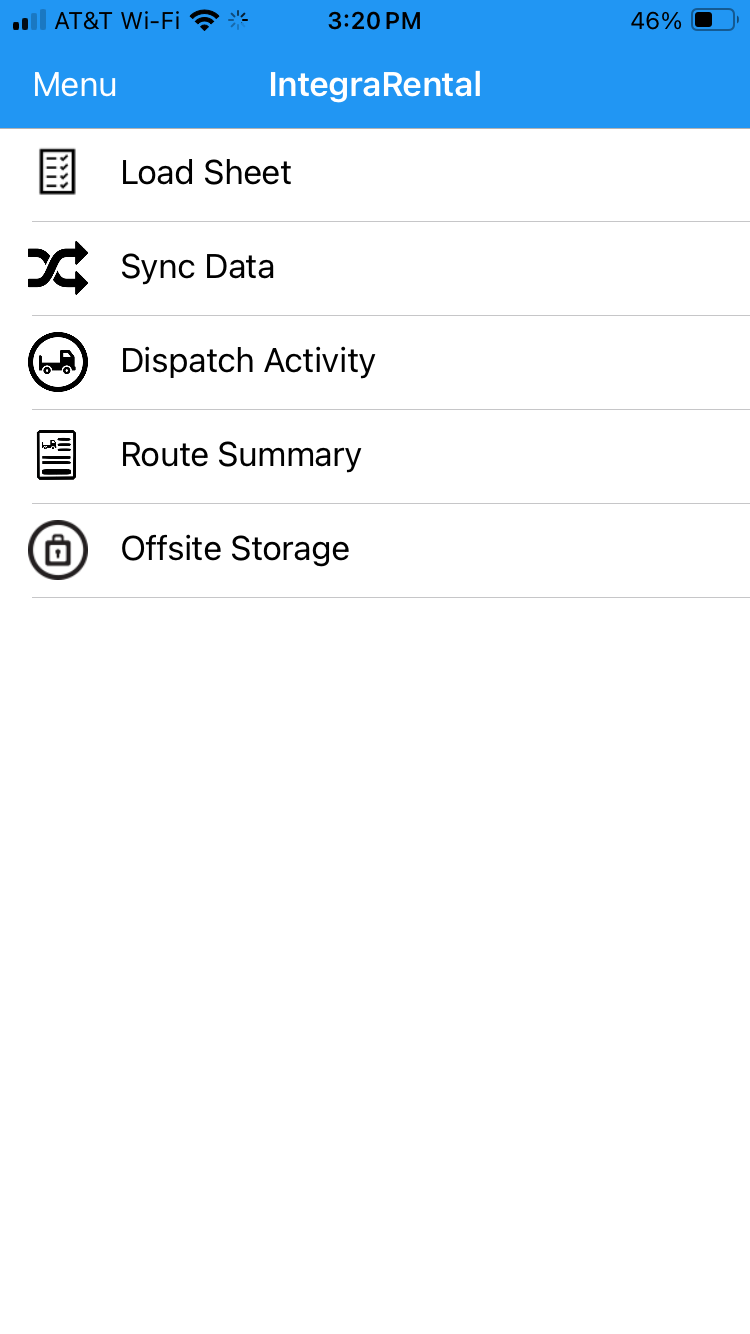 AT&T Wi-Fi 3:20 PM 46%
Menu IntegraRental
Load Sheet
Sync Data
Dispatch Activity
Route Summary
Offsite Storage